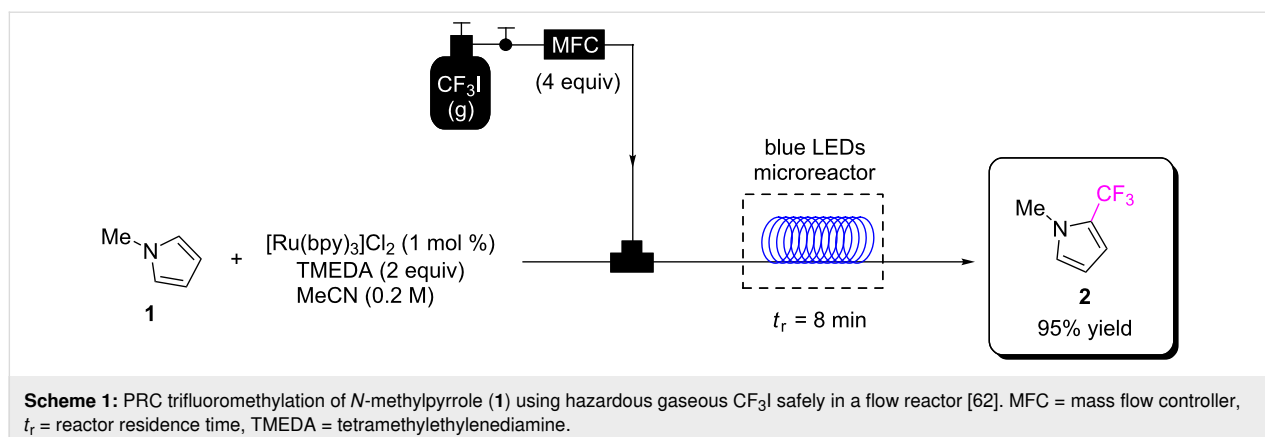 CF₃I
(g)
MFC
(4 equiv)
blue LEDs
microreactor
Me
N
1
+
[Ru(bpy)₃]Cl₂ (1 mol %)
TMEDA (2 equiv)
MeCN (0.2 M)
tᵣ = 8 min
Me
N
CF₃
2
95% yield
Scheme 1: PRC trifluoromethylation of N-methylpyrrole (1) using hazardous gaseous CF₃I safely in a flow reactor [62]. MFC = mass flow controller,
tᵣ = reactor residence time, TMEDA = tetramethylethylenediamine.